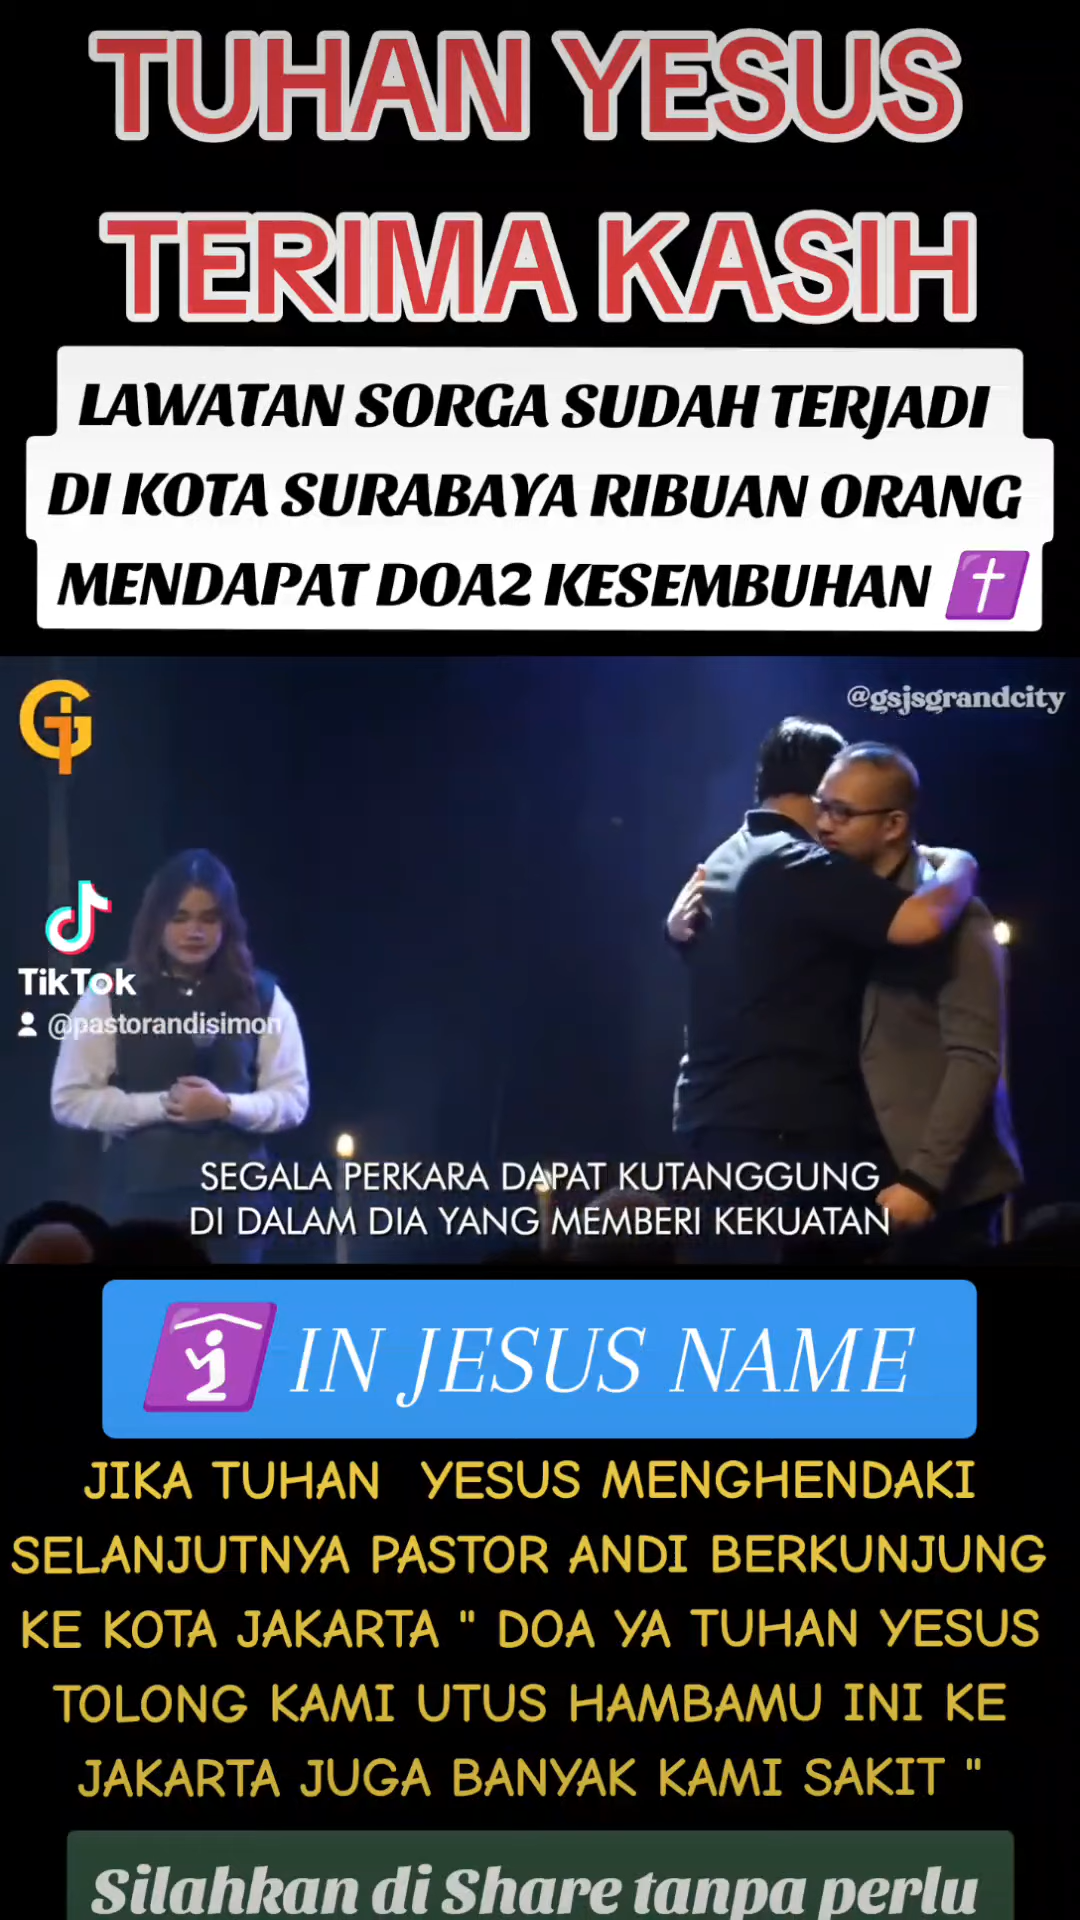 TUHAN YESUS
TERIMA KASIH
LAWATAN SORGA SUDAH TERJADI
DI KOTA SURABAYA RIBUAN ORANG
MENDAPAT DOA2 KESEMBUHAN
@gsjsgrandcity
TikTok
@pastorandisimon
SEGALA PERKARA DAPAT KUTANGGUNG
DI DALAM DIA YANG MEMBERI KEKUATAN
IN JESUS NAME
JIKA TUHAN YESUS MENGHENDAKI
SELANJUTNYA PASTOR ANDI BERKUNJUNG
KE KOTA JAKARTA " DOA YA TUHAN YESUS
TOLONG KAMI UTUS HAMBAMU INI KE
JAKARTA JUGA BANYAK KAMI SAKIT "
Silahkan di Share tanpa perlu